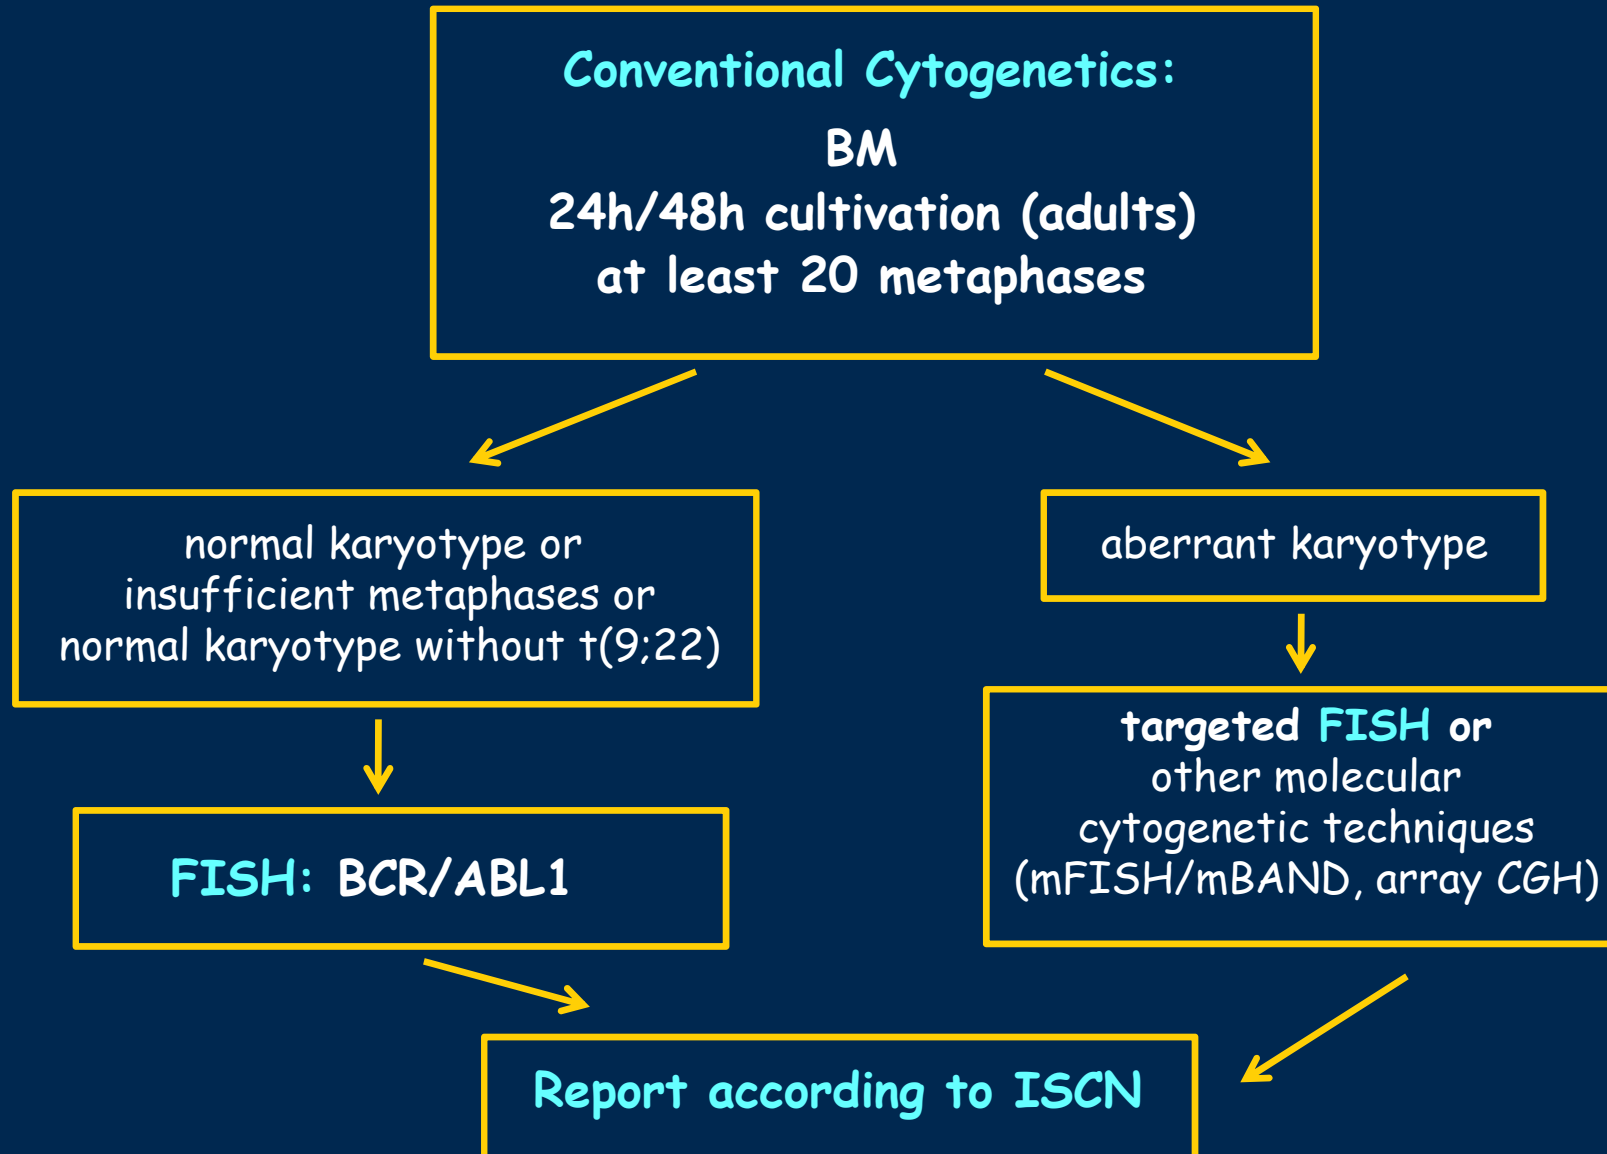 Conventional Cytogenetics:
BM
24h/48h cultivation (adults)
at least 20 metaphases
normal karyotype or
insufficient metaphases or
normal karyotype without t(9;22)
aberrant karyotype
FISH: BCR/ABL1
targeted FISH or
other molecular
cytogenetic techniques
(mFISH/mBAND, array CGH)
Report according to ISCN